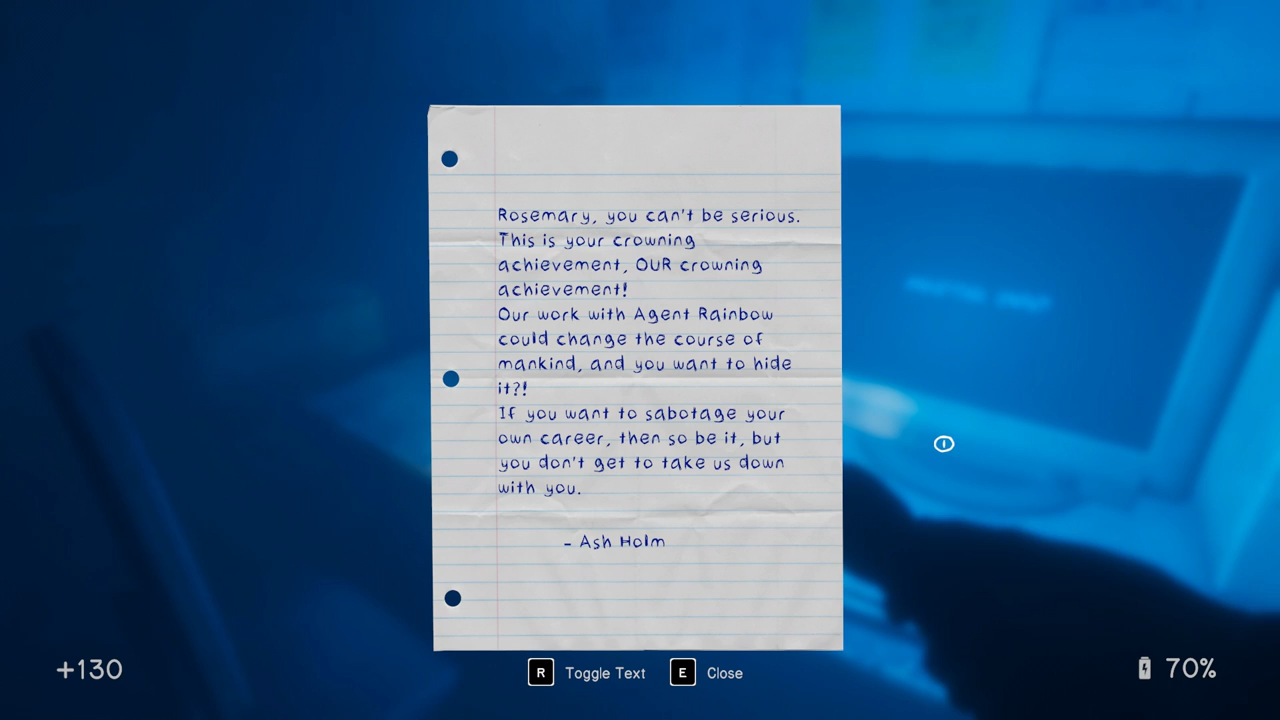 Rosemary, you can't be serious.
This is your crowning
achievement, OUR crowning
achievement!
Our work with Agent Rainbow
could change the course of
mankind, and you want to hide
it?!
If you want to sabotage your
own career, then so be it, but
you don't get to take us down
with you.
- Ash Holm
+130
R Toggle Text E Close
70%